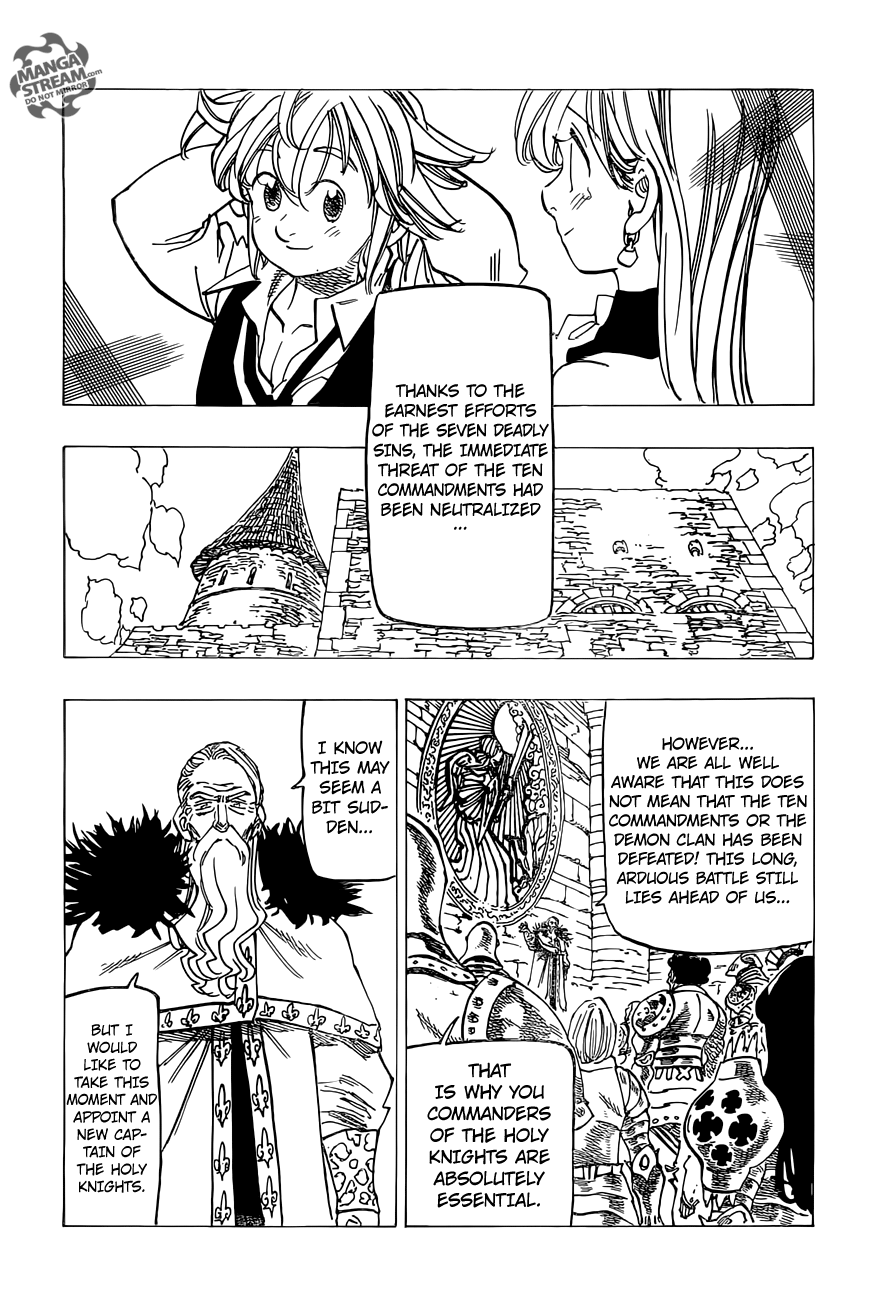 MANGA
STREAM.com
DO NOT MIRROR
THANKS TO THE
EARNEST EFFORTS
OF THE SEVEN DEADLY
SINS, THE IMMEDIATE
THREAT OF THE TEN
COMMANDMENTS HAD
BEEN NEUTRALIZED
...
HOWEVER...
WE ARE ALL WELL
AWARE THAT THIS DOES
NOT MEAN THAT THE TEN
COMMANDMENTS OR THE
DEMON CLAN HAS BEEN
DEFEATED! THIS LONG,
ARDUOUS BATTLE STILL
LIES AHEAD OF US...
THAT
IS WHY YOU
COMMANDERS
OF THE HOLY
KNIGHTS ARE
ABSOLUTELY
ESSENTIAL.
I KNOW
THIS MAY
SEEM A
BIT SUD-
DEN...
BUT I
WOULD
LIKE TO
TAKE THIS
MOMENT AND
APPOINT A
NEW CAP-
TAIN OF
THE HOLY
KNIGHTS.